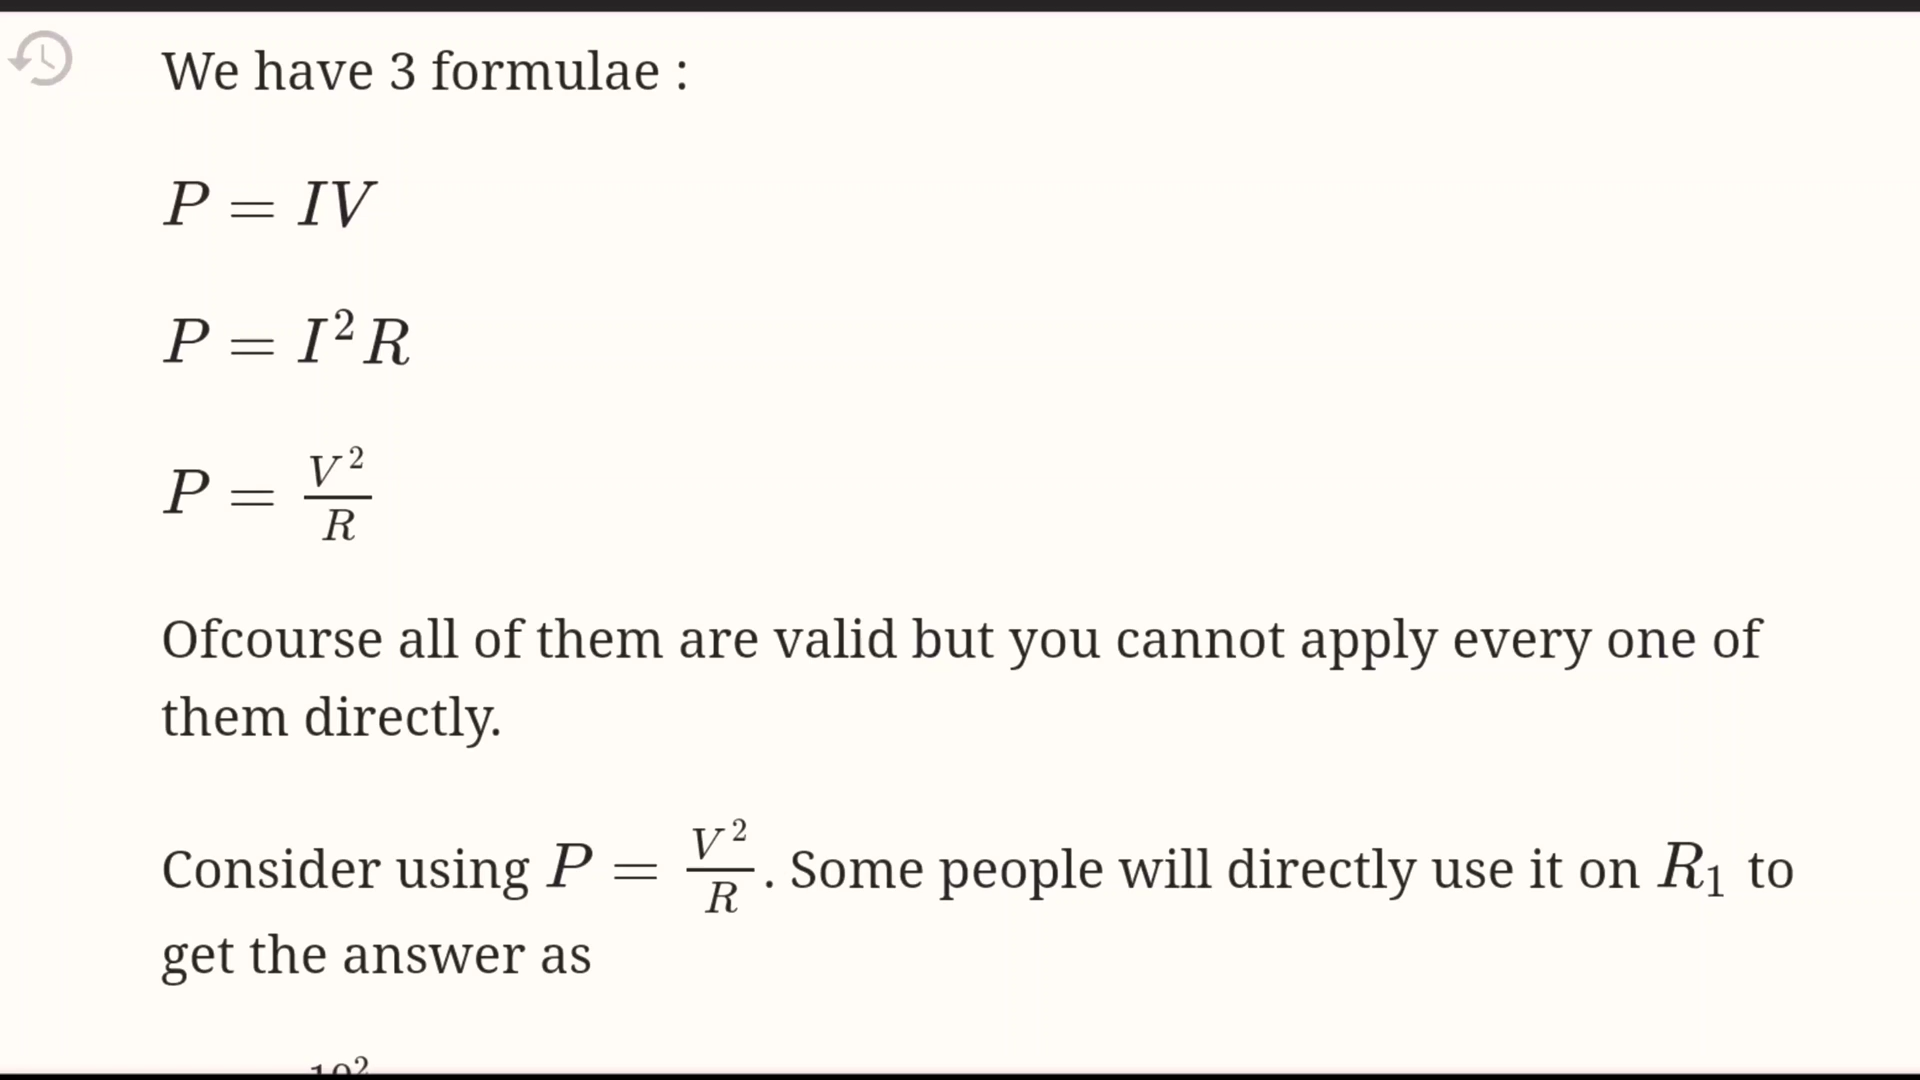 We have 3 formulae :
P = IV
P = I²R
P = V²/R
Ofcourse all of them are valid but you cannot apply every one of
them directly.
Consider using P = V²/R. Some people will directly use it on R₁ to
get the answer as
10²